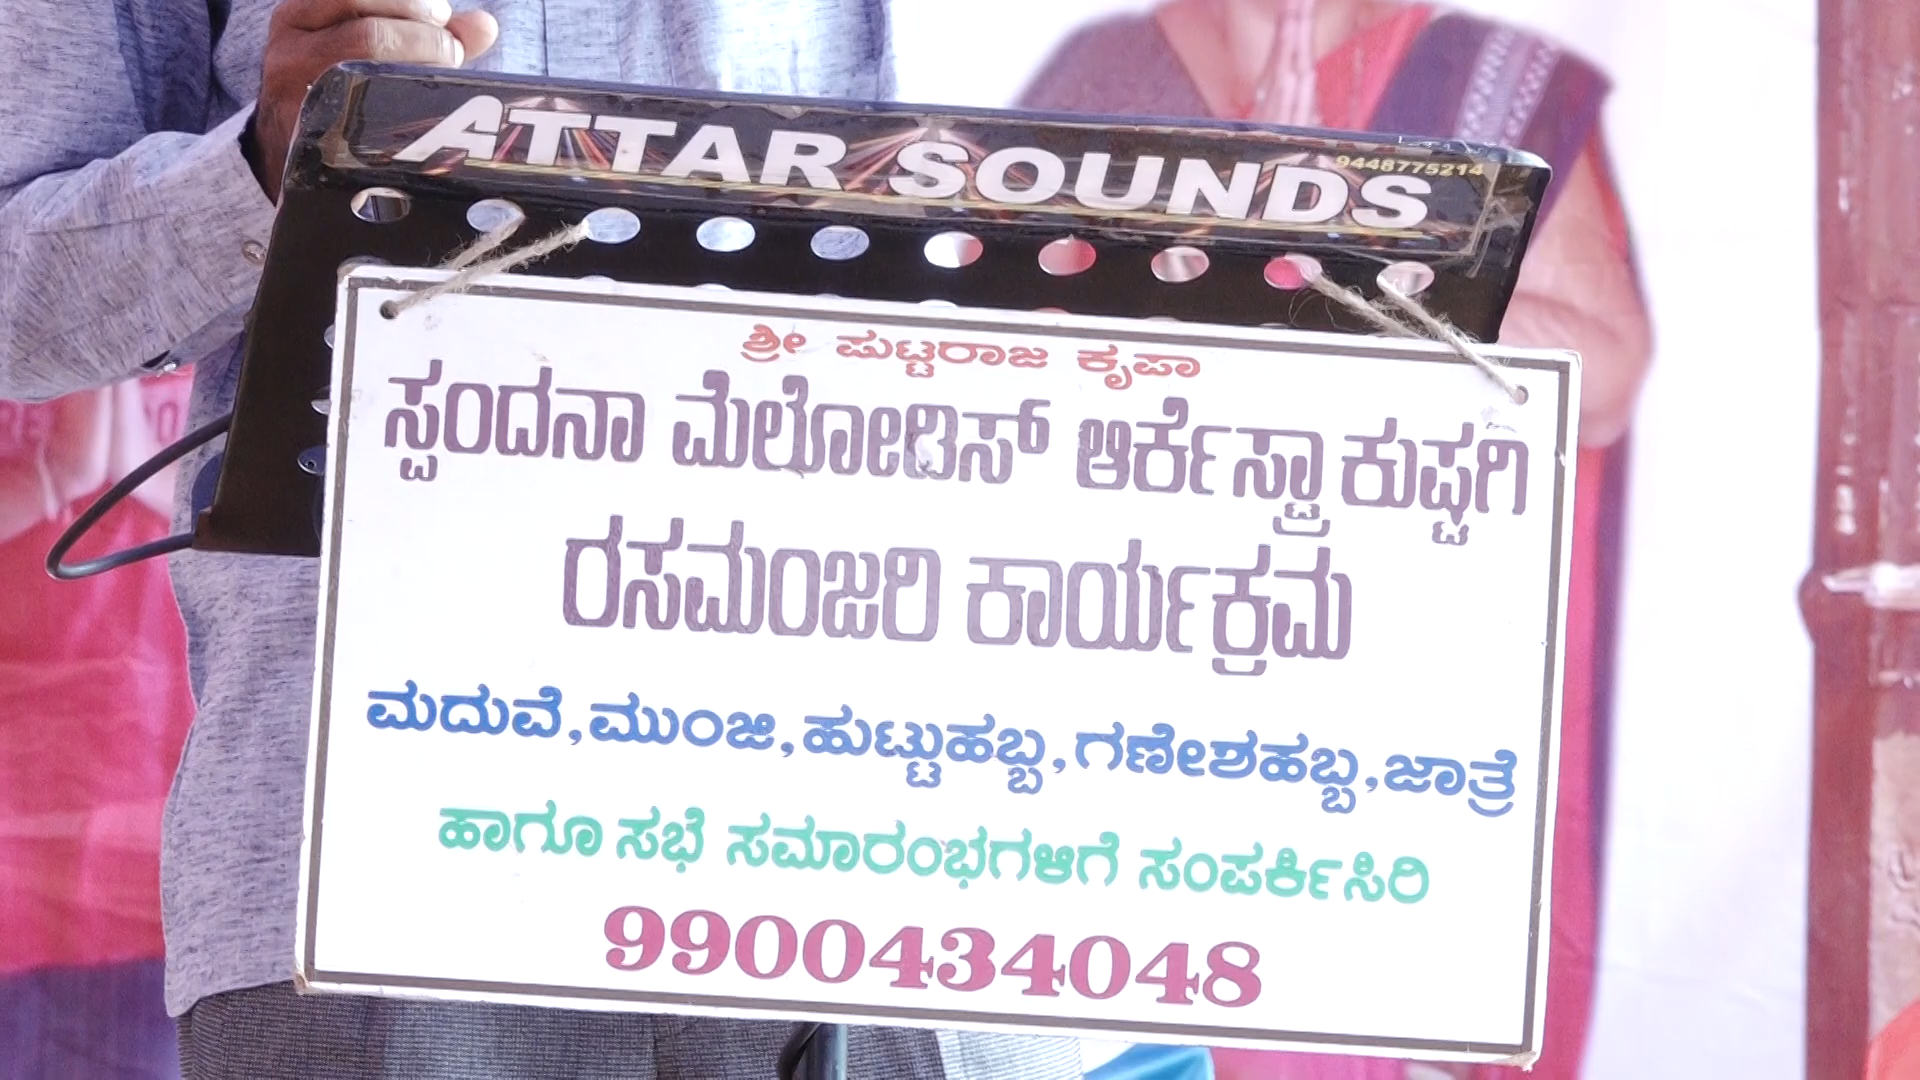 ATTAR SOUNDS
9448775214
ಶ್ರೀ ಪುಟ್ಟರಾಜ ಕೃಪಾ
ಸ್ಪಂದನಾ ಮೆಲೋಡಿಸ್ ಆರ್ಕೆಸ್ಟ್ರಾ ಕುಷ್ಟಗಿ
ರಸಮಂಜರಿ ಕಾರ್ಯಕ್ರಮ
ಮದುವೆ,ಮುಂಜಿ,ಹುಟ್ಟುಹಬ್ಬ,ಗಣೇಶಹಬ್ಬ,ಜಾತ್ರೆ
ಹಾಗೂ ಸಭೆ ಸಮಾರಂಭಗಳಿಗೆ ಸಂಪರ್ಕಿಸಿರಿ
9900434048